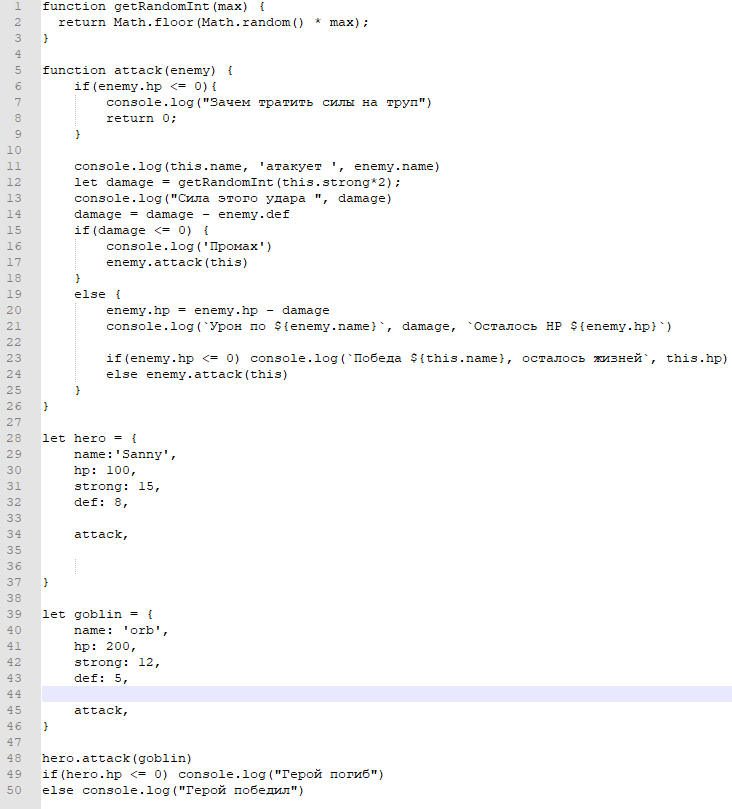 1 function getRandomInt(max) {
2   return Math.floor(Math.random() * max);
3 }
4
5 function attack(enemy) {
6     if(enemy.hp <= 0){
7         console.log("Зачем тратить силы на труп")
8         return 0;
9     }
10
11     console.log(this.name, 'атакует ', enemy.name)
12     let damage = getRandomInt(this.strong*2);
13     console.log("Сила этого удара ", damage)
14     damage = damage - enemy.def
15     if(damage <= 0) {
16         console.log('Промах')
17         enemy.attack(this)
18     }
19     else {
20         enemy.hp = enemy.hp - damage
21         console.log(`Урон по ${enemy.name}`, damage, `Осталось HP ${enemy.hp}`)
22
23         if(enemy.hp <= 0) console.log(`Победа ${this.name}, осталось жизней`, this.hp)
24         else enemy.attack(this)
25     }
26 }
27
28 let hero = {
29     name:'Sanny',
30     hp: 100,
31     strong: 15,
32     def: 8,
33
34     attack,
35
36
37 }
38
39 let goblin = {
40     name: 'orb',
41     hp: 200,
42     strong: 12,
43     def: 5,
44
45     attack,
46 }
47
48 hero.attack(goblin)
49 if(hero.hp <= 0) console.log("Герой погиб")
50 else console.log("Герой победил")